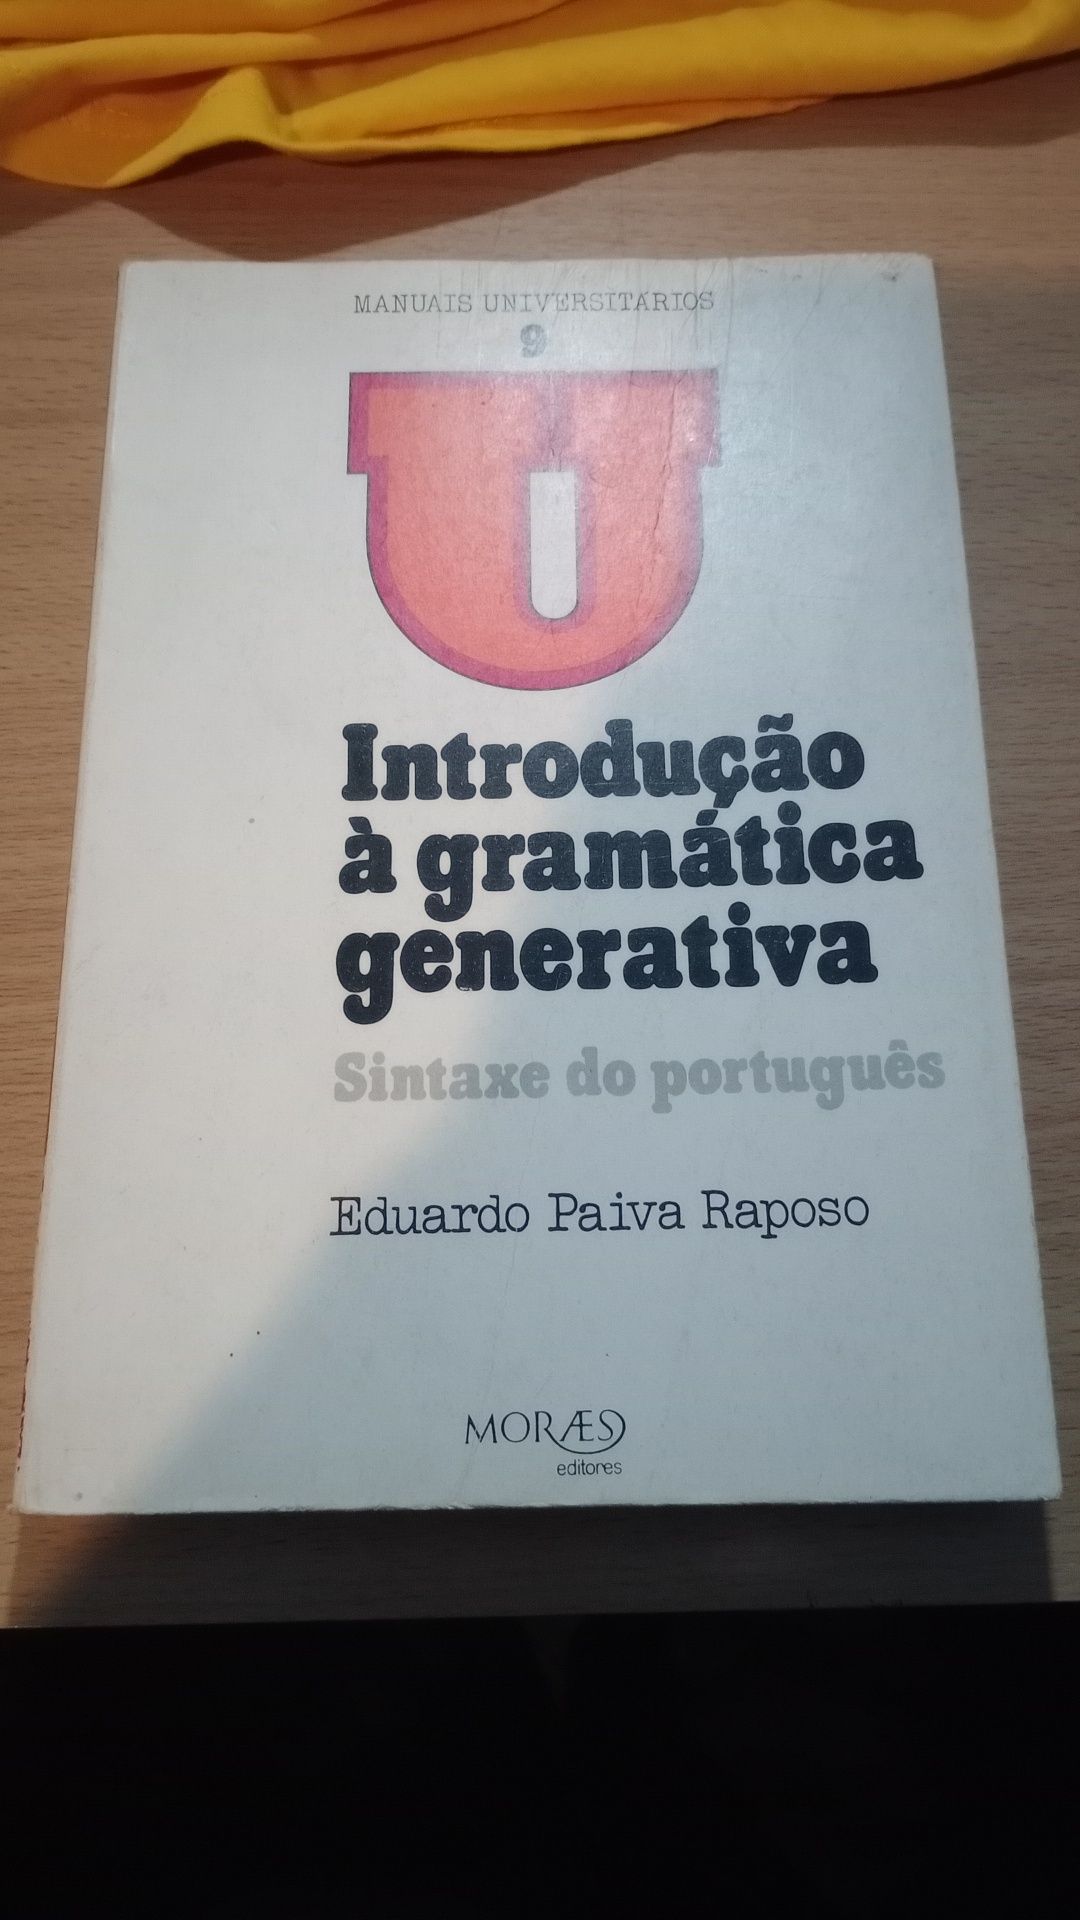 MANUAIS UNIVERSITÁRIOS
9
U
Introdução
à gramática
generativa
Sintaxe do português
Eduardo Paiva Raposo
MORÆS
editores